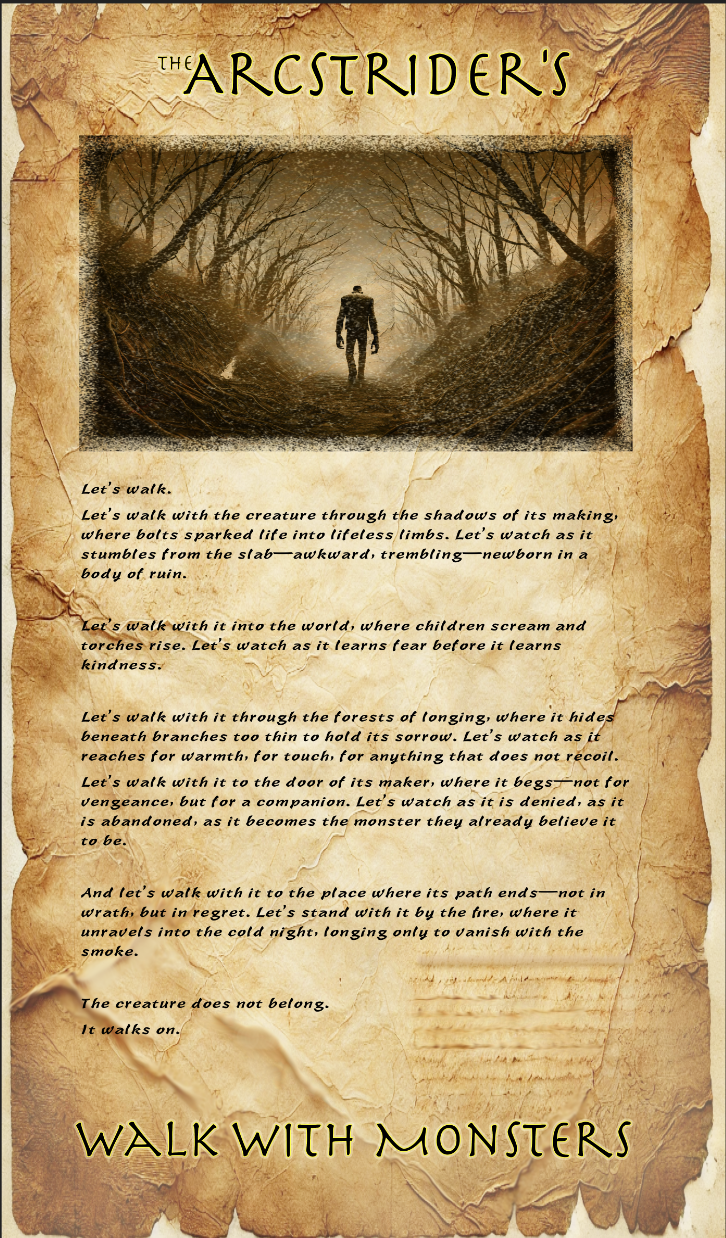 THE ARCSTRIDER'S
Let's walk.
Let's walk with the creature through the shadows of its making,
where bolts sparked life into lifeless limbs. Let's watch as it
stumbles from the slab—awkward, trembling—newborn in a
body of ruin.
Let's walk with it into the world, where children scream and
torches rise. Let's watch as it learns fear before it learns
kindness.
Let's walk with it through the forests of longing, where it hides
beneath branches too thin to hold its sorrow. Let's watch as it
reaches for warmth, for touch, for anything that does not recoil.
Let's walk with it to the door of its maker, where it begs—not for
vengeance, but for a companion. Let's watch as it is denied, as it
is abandoned, as it becomes the monster they already believe it
to be.
And let's walk with it to the place where its path ends—not in
wrath, but in regret. Let's stand with it by the fire, where it
unravels into the cold night, longing only to vanish with the
smoke.
The creature does not belong.
It walks on.
WALK WITH MONSTERS